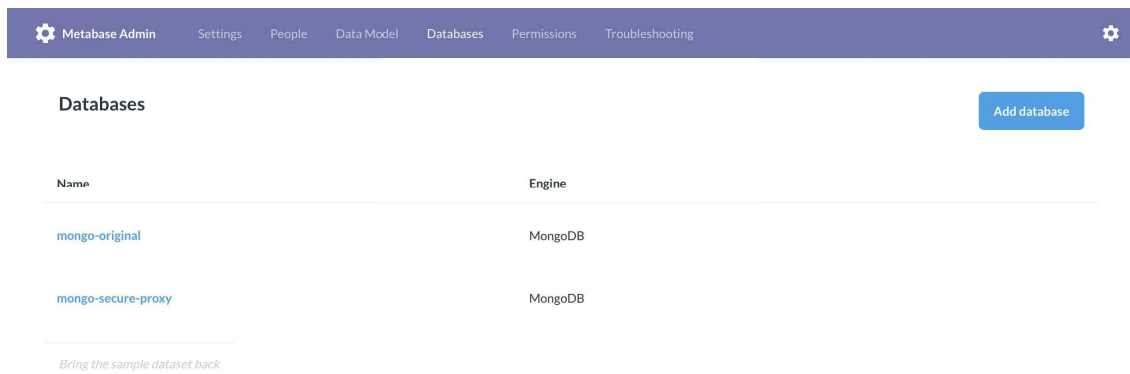 Metabase Admin Settings People Data Model Databases Permissions Troubleshooting
Databases
Add database
Name Engine
mongo-original MongoDB
mongo-secure-proxy MongoDB
Bring the sample dataset back